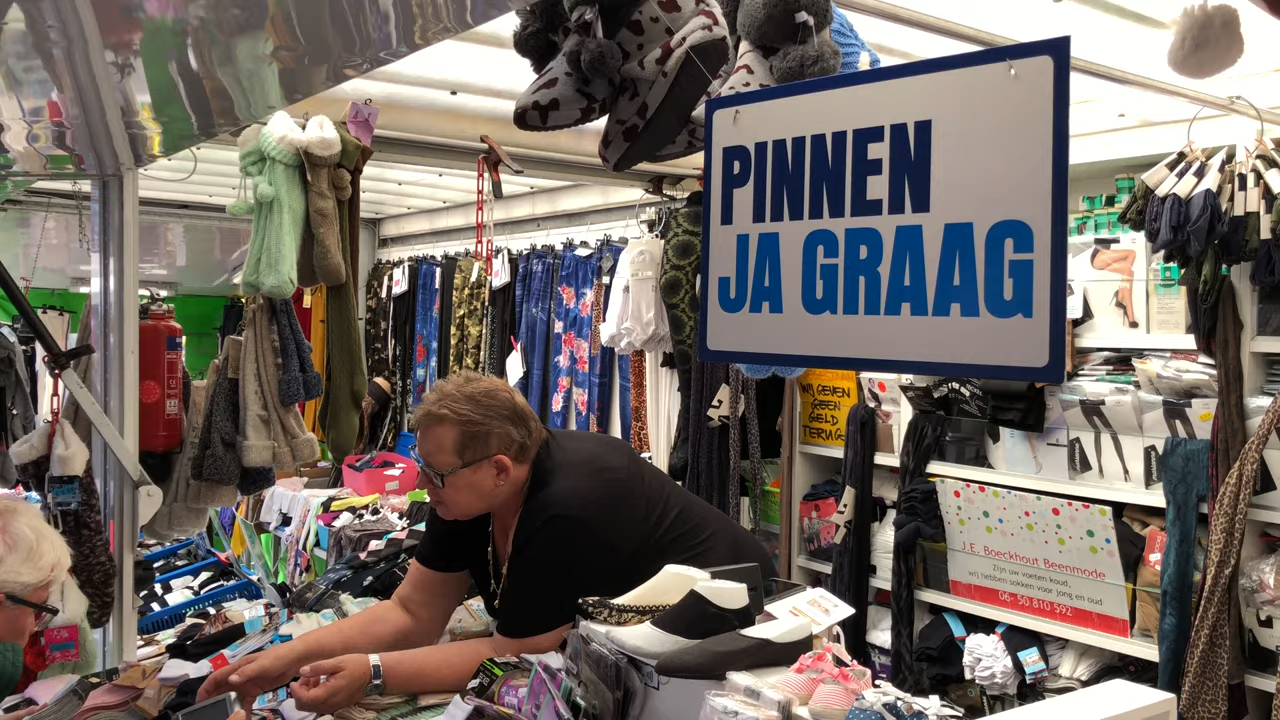 PINNEN
JA GRAAG
WIJ GEVEN
GEEN
GELD
TERUG
J.E. Boeckhout Beenmode
Zijn uw voeten koud,
wij hebben sokken voor jong en oud
06- 50 810 592